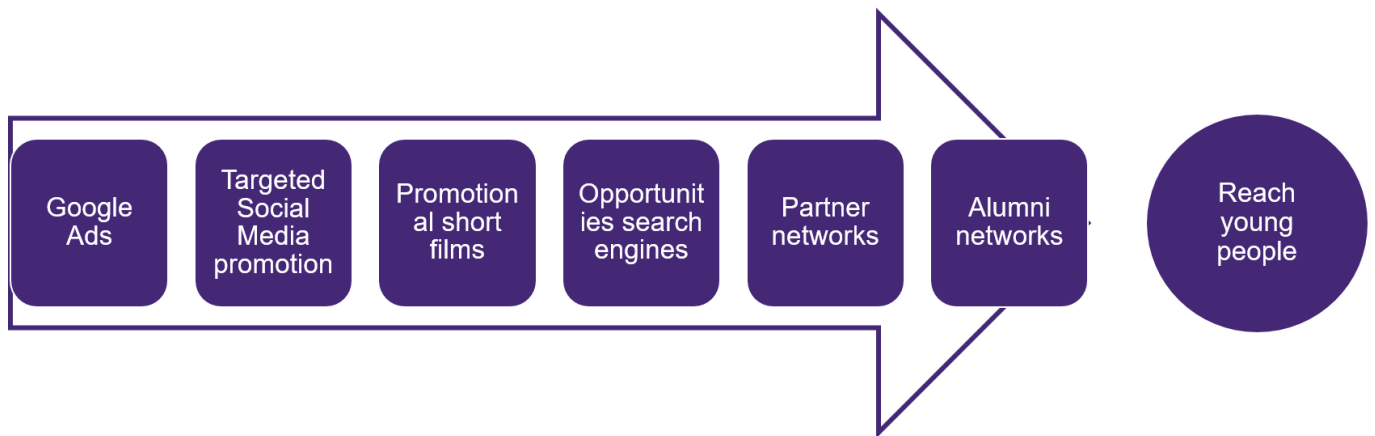 Google
Ads
Targeted
Social
Media
promotion
Promotion
al short
films
Opportunit
ies search
engines
Partner
networks
Alumni
networks
Reach
young
people